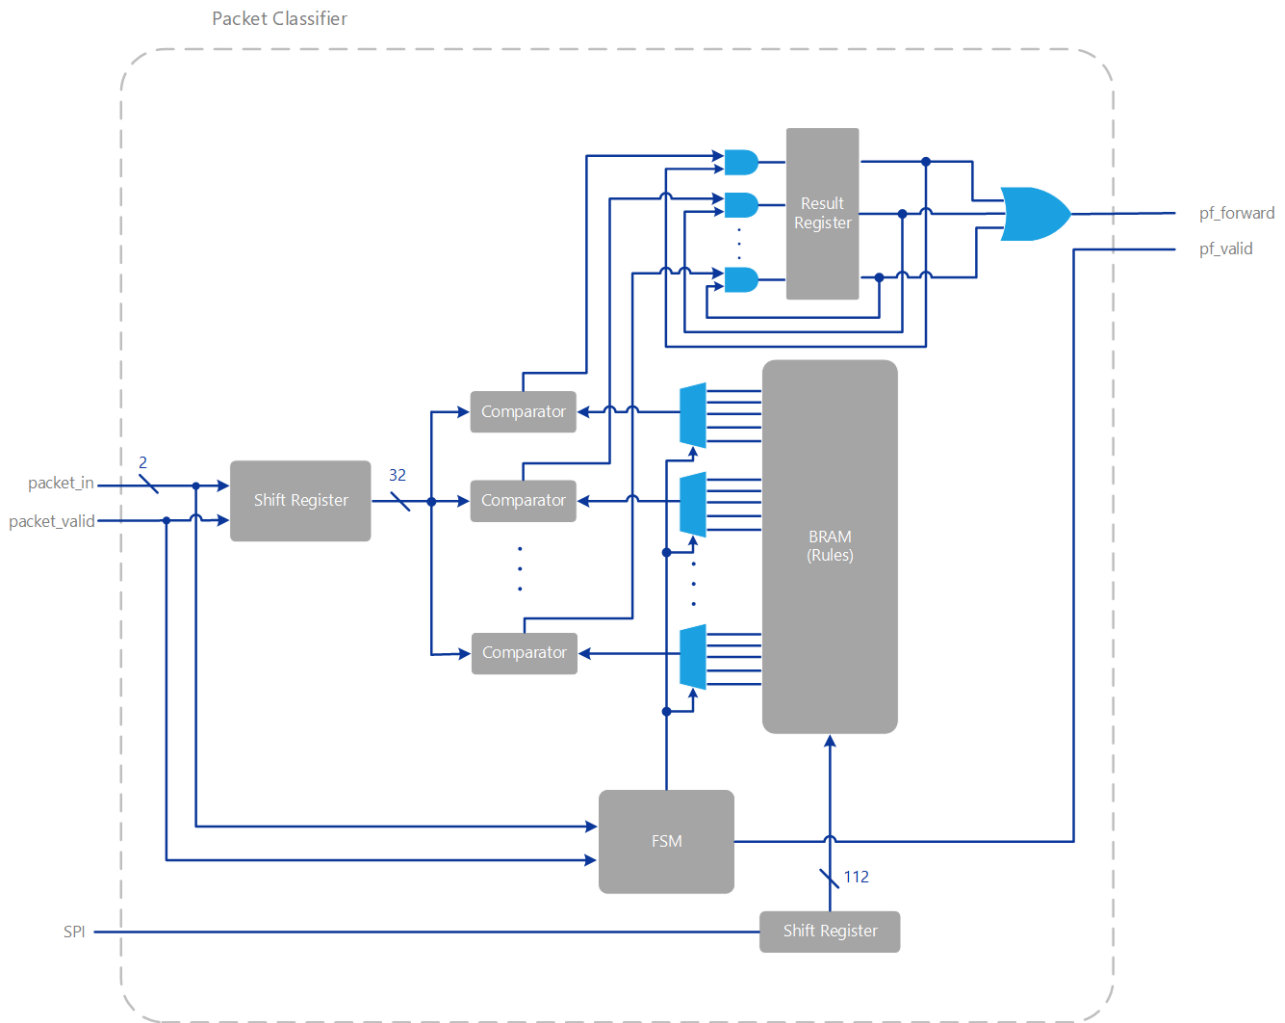 Packet Classifier
Result
Register
pf_forward
pf_valid
Comparator
2
packet_in
packet_valid
Shift Register
32
Comparator
BRAM
(Rules)
Comparator
FSM
112
SPI
Shift Register